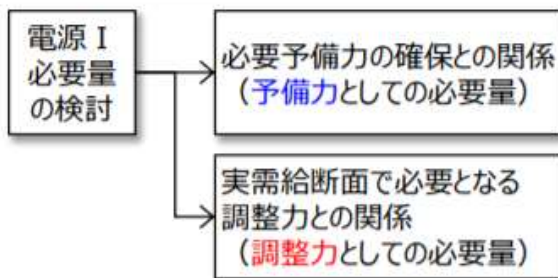 電源Ⅰ
必要量
の検討
必要予備力の確保との関係
（予備力としての必要量）
実需給断面で必要となる
調整力との関係
（調整力としての必要量）